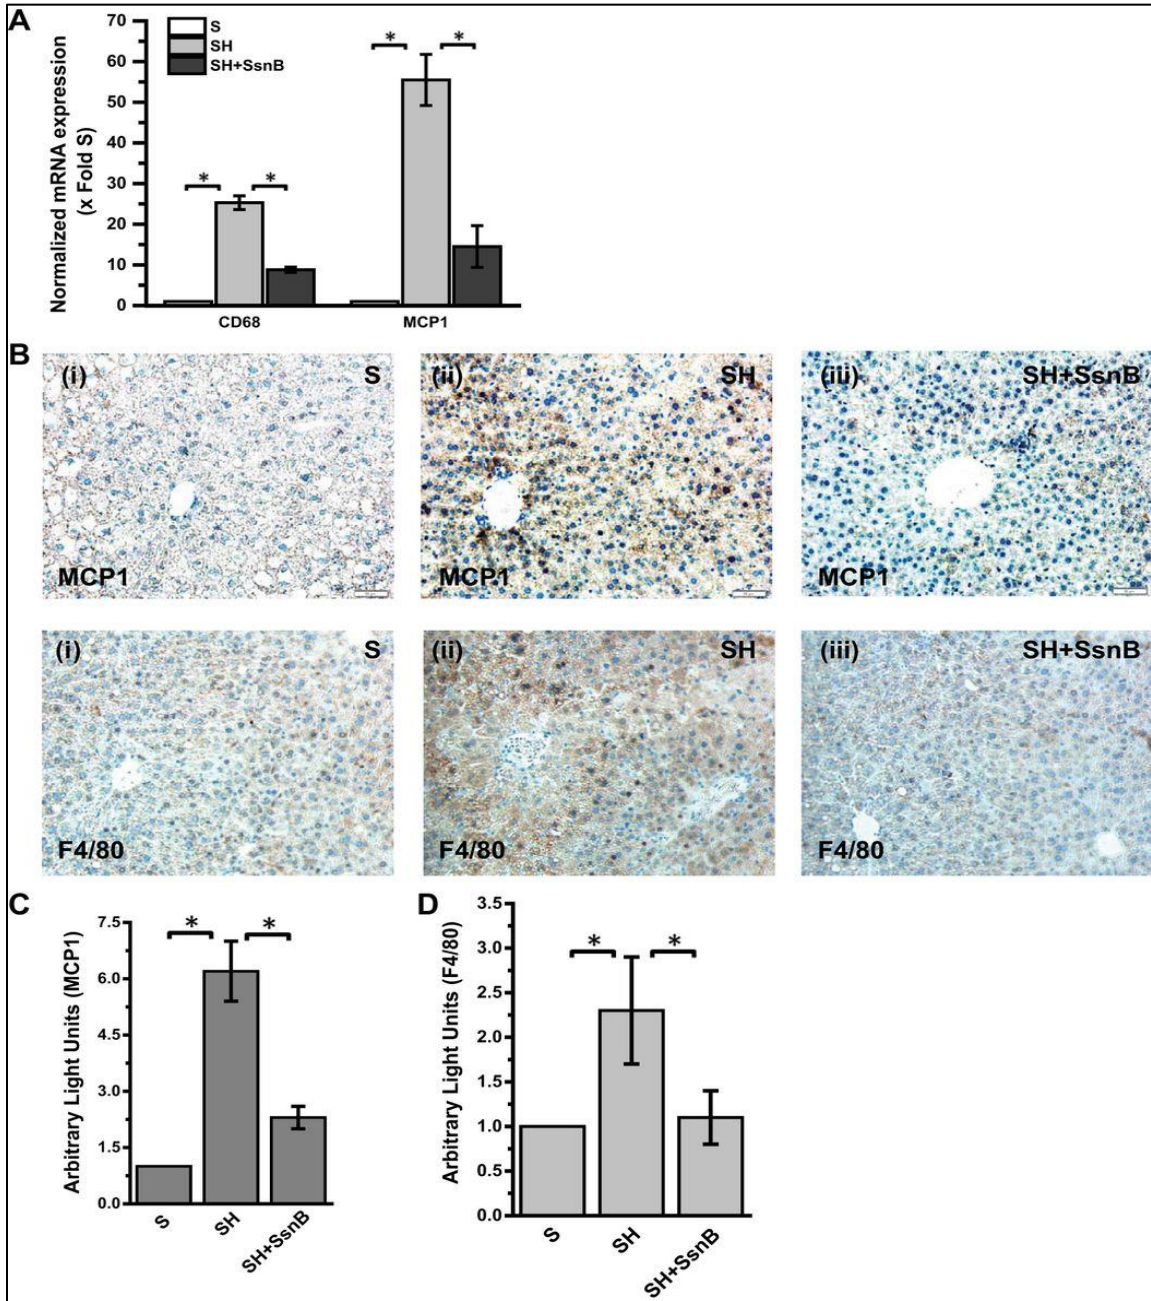 A
Normalized mRNA expression
(x Fold S)
70
60
50
40
30
20
10
0
S
SH
SH+SsnB
*
*
*
*
CD68
MCP1
B
(i)
S
MCP1
(ii)
SH
MCP1
(iii)
SH+SsnB
MCP1
(i)
S
F4/80
(ii)
SH
F4/80
(iii)
SH+SsnB
F4/80
C
Arbitrary Light Units (MCP1)
7.5
6.0
4.5
3.0
1.5
0.0
*
*
S
SH
SH+SsnB
D
Arbitrary Light Units (F4/80)
3.5
3.0
2.5
2.0
1.5
1.0
0.5
0.0
*
*
S
SH
SH+SsnB